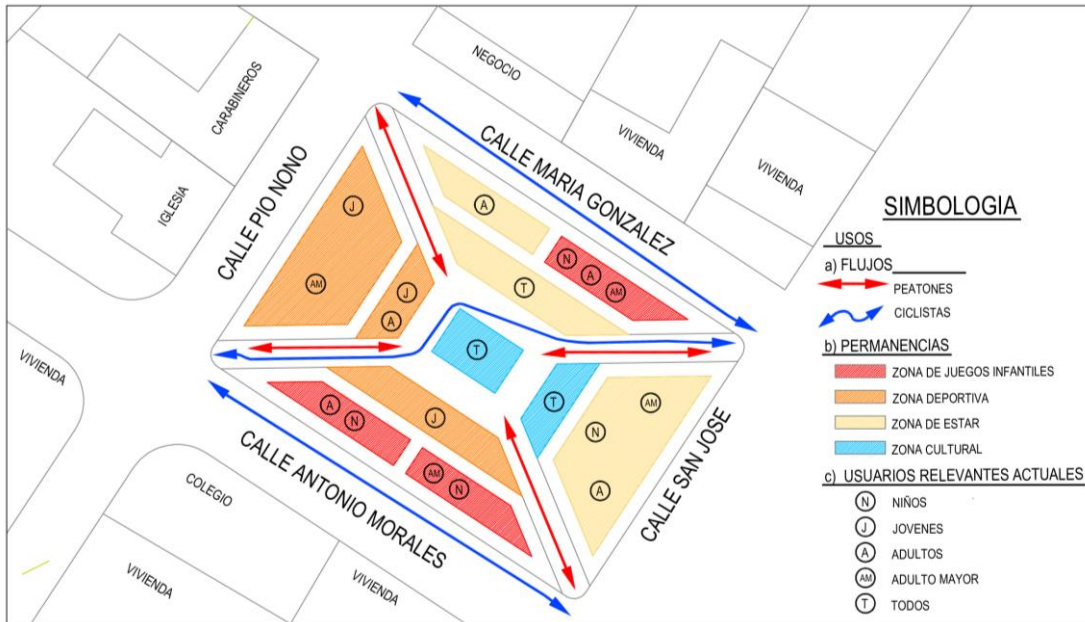 NEGOCIO
CARABINEROS
VIVIENDA
VIVIENDA
IGLESIA
CALLE PIO NONO
CALLE MARIA GONZALEZ
J
AM
J
A
A
T
N
A
AM
T
T
AM
N
A
A
N
J
AM
N
VIVIENDA
CALLE ANTONIO MORALES
CALLE SAN JOSE
COLEGIO
VIVIENDA
VIVIENDA
SIMBOLOGIA
USOS
a) FLUJOS
PEATONES
CICLISTAS
b) PERMANENCIAS
ZONA DE JUEGOS INFANTILES
ZONA DEPORTIVA
ZONA DE ESTAR
ZONA CULTURAL
c) USUARIOS RELEVANTES ACTUALES
N NIÑOS
J JOVENES
A ADULTOS
AM ADULTO MAYOR
T TODOS